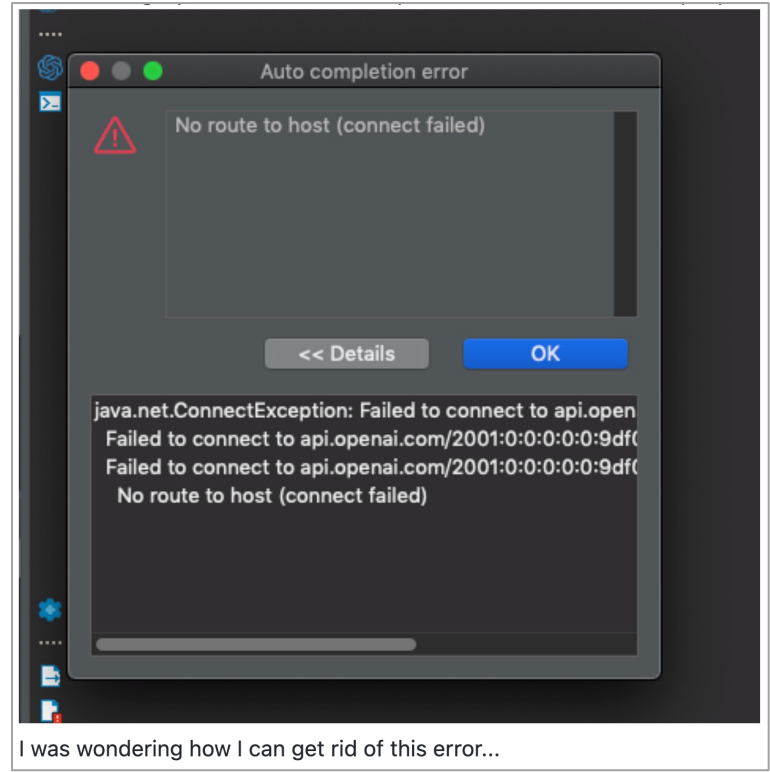 Auto completion error
No route to host (connect failed)
<< Details
OK
java.net.ConnectException: Failed to connect to api.open
Failed to connect to api.openai.com/2001:0:0:0:0:0:9df0
Failed to connect to api.openai.com/2001:0:0:0:0:0:9df0
No route to host (connect failed)
I was wondering how I can get rid of this error...